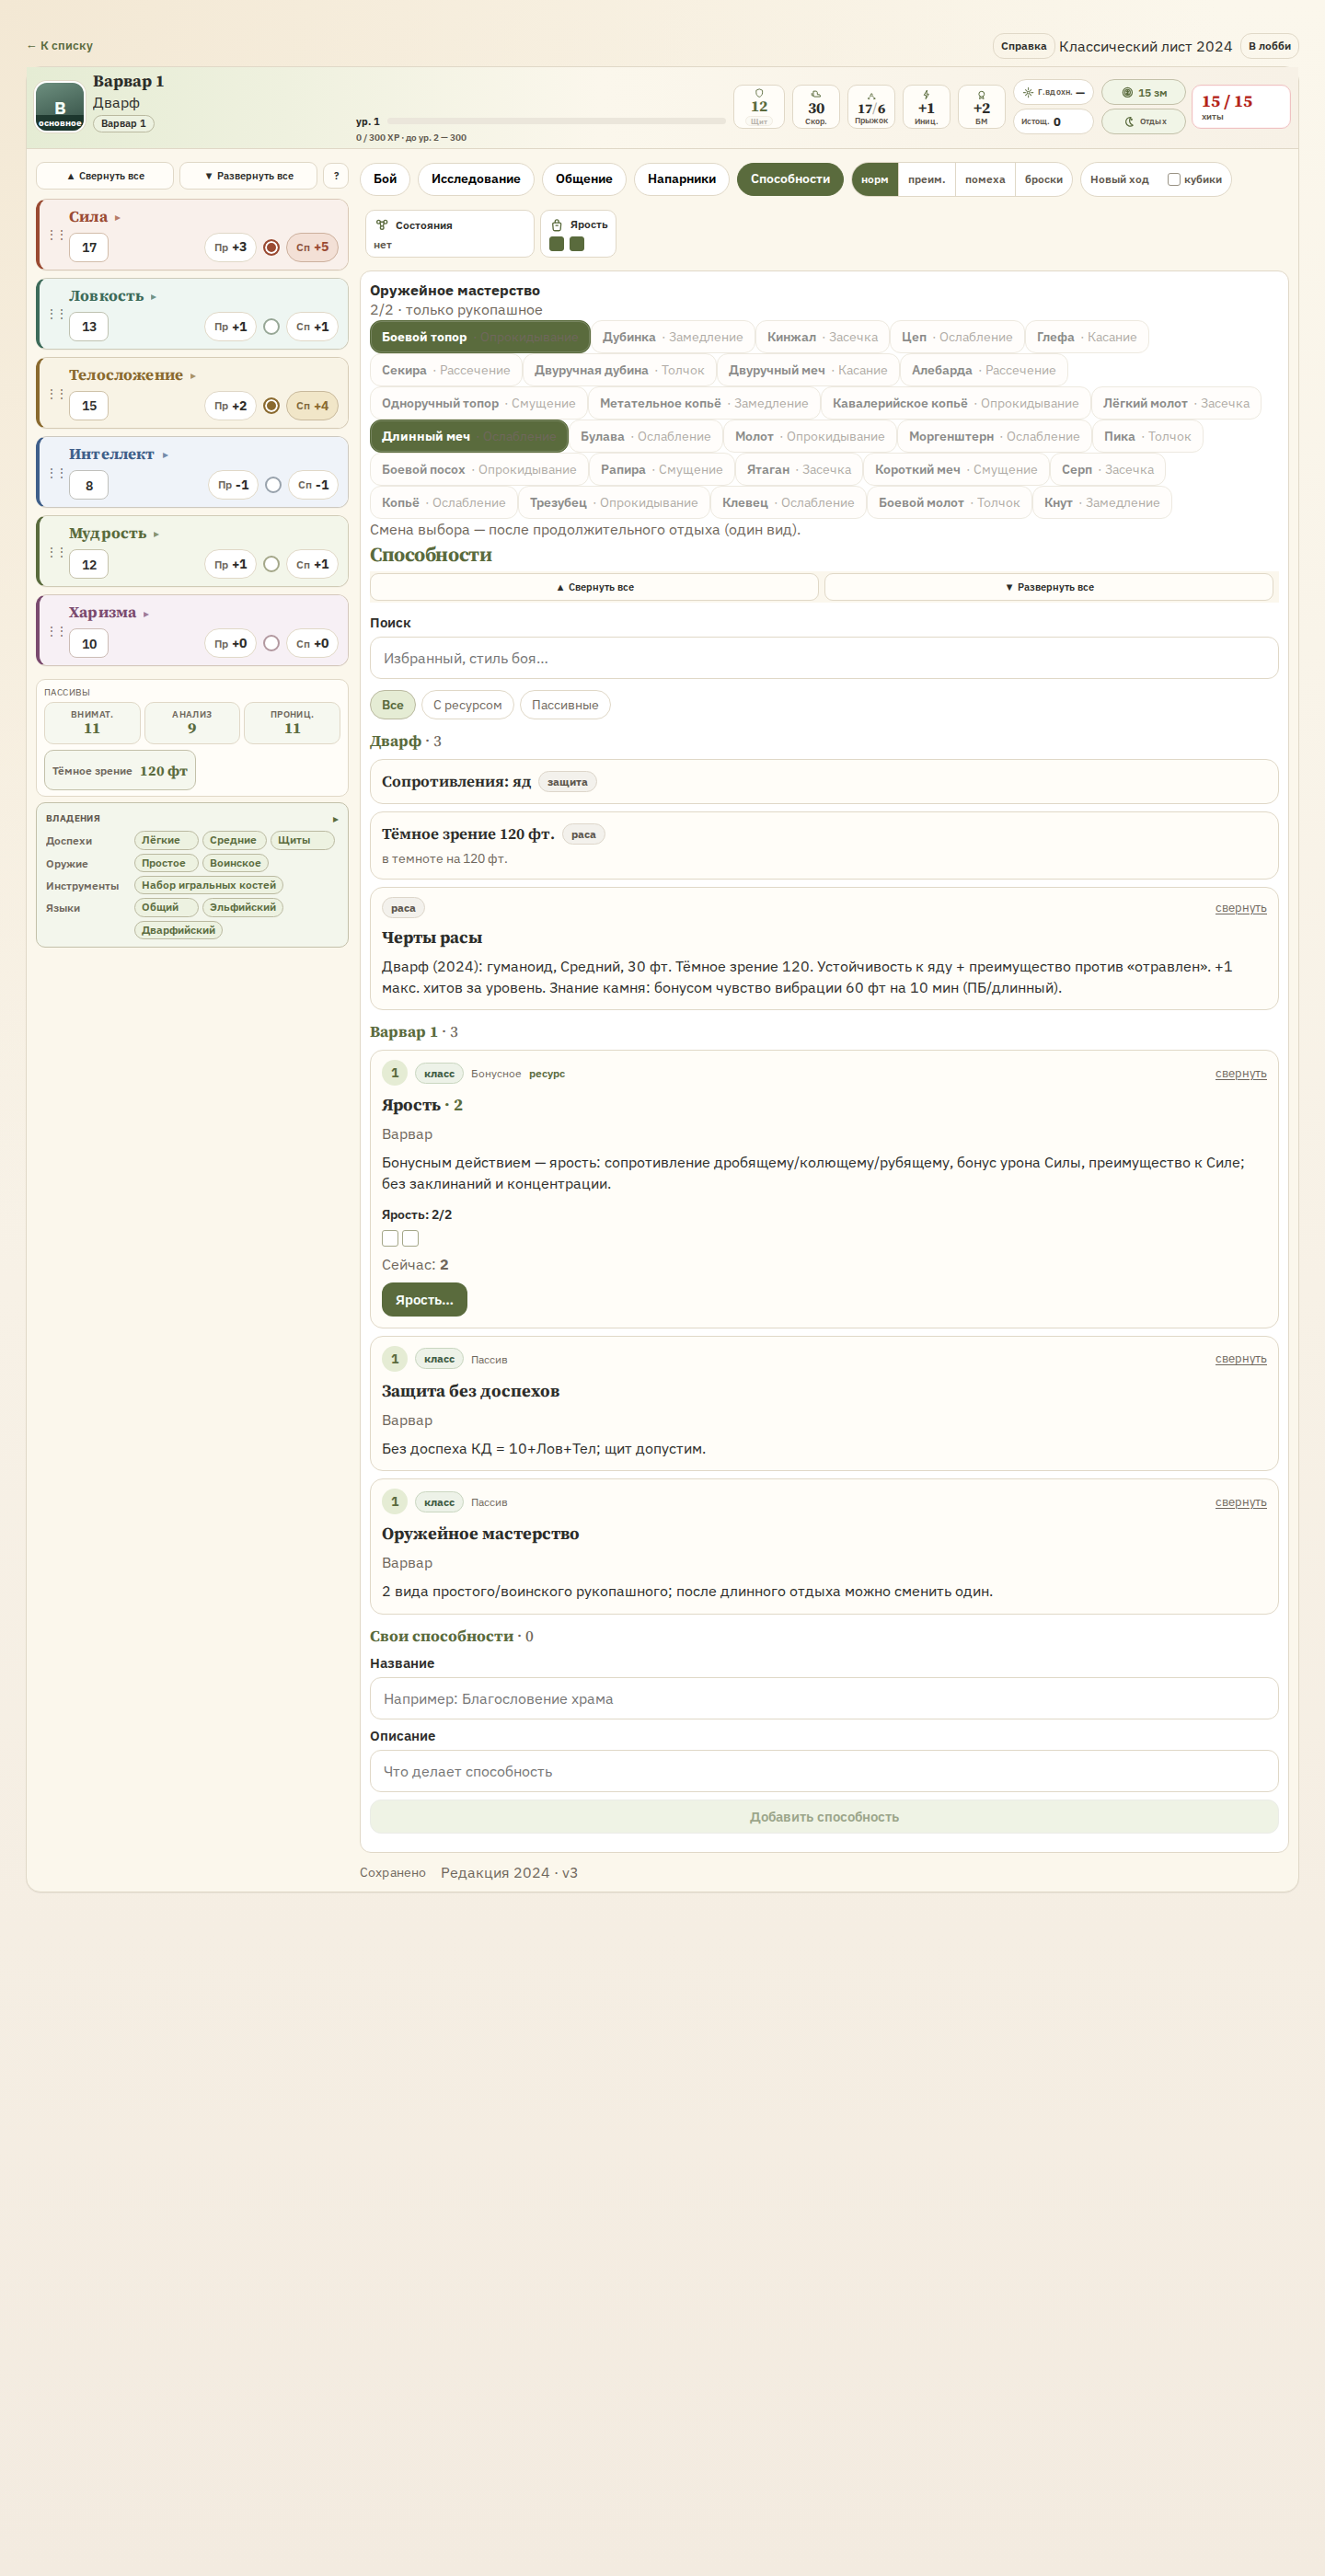 ← К списку
Справка Классический лист 2024 В лобби
В
основное
Варвар 1
Дварф
Варвар 1
ур. 1
0 / 300 XP · до ур. 2 — 300
12
Щит
30
Скор.
17/6
Прыжок
+1
Иниц.
+2
БМ
Г.вдохн. —
Истощ. 0
15 зм
Отдых
15 / 15
хиты
▲ Свернуть все ▼ Развернуть все ?
Сила ▸
17 Пр +3 Сп +5
Ловкость ▸
13 Пр +1 Сп +1
Телосложение ▸
15 Пр +2 Сп +4
Интеллект ▸
8 Пр -1 Сп -1
Мудрость ▸
12 Пр +1 Сп +1
Харизма ▸
10 Пр +0 Сп +0
ПАССИВЫ
ВНИМАТ. АНАЛИЗ ПРОНИЦ.
11 9 11
Тёмное зрение 120 фт
ВЛАДЕНИЯ ▸
Доспехи Лёгкие Средние Щиты
Оружие Простое Воинское
Инструменты Набор игральных костей
Языки Общий Эльфийский
Дварфийский
Бой Исследование Общение Напарники Способности норм преим. помеха броски Новый ход кубики
Состояния
нет
Ярость
Оружейное мастерство
2/2 · только рукопашное
Боевой топор Дубинка · Замедление Кинжал · Засечка Цеп · Ослабление Глефа · Касание
Секира · Рассечение Двуручная дубина · Толчок Двуручный меч · Касание Алебарда · Рассечение
Одноручный топор · Смущение Метательное копьё · Замедление Кавалерийское копьё · Опрокидывание Лёгкий молот · Засечка
Длинный меч Булава · Ослабление Молот · Опрокидывание Моргенштерн · Ослабление Пика · Толчок
Боевой посох · Опрокидывание Рапира · Смущение Ятаган · Засечка Короткий меч · Смущение Серп · Засечка
Копьё · Ослабление Трезубец · Опрокидывание Клевец · Ослабление Боевой молот · Толчок Кнут · Замедление
Смена выбора — после продолжительного отдыха (один вид).
Способности
▲ Свернуть все ▼ Развернуть все
Поиск
Избранный, стиль боя...
Все С ресурсом Пассивные
Дварф · 3
Сопротивления: яд защита
Тёмное зрение 120 фт. раса
в темноте на 120 фт.
раса свернуть
Черты расы
Дварф (2024): гуманоид, Средний, 30 фт. Тёмное зрение 120. Устойчивость к яду + преимущество против «отравлен». +1
макс. хитов за уровень. Знание камня: бонусом чувство вибрации 60 фт на 10 мин (ПБ/длинный).
Варвар 1 · 3
1 класс Бонусное ресурс свернуть
Ярость · 2
Варвар
Бонусным действием — ярость: сопротивление дробящему/колющему/рубящему, бонус урона Силы, преимущество к Силе;
без заклинаний и концентрации.
Ярость: 2/2
Сейчас: 2
Ярость...
1 класс Пассив свернуть
Защита без доспехов
Варвар
Без доспеха КД = 10+Лов+Тел; щит допустим.
1 класс Пассив свернуть
Оружейное мастерство
Варвар
2 вида простого/воинского рукопашного; после длинного отдыха можно сменить один.
Свои способности · 0
Название
Например: Благословение храма
Описание
Что делает способность
Добавить способность
Сохранено Редакция 2024 · v3